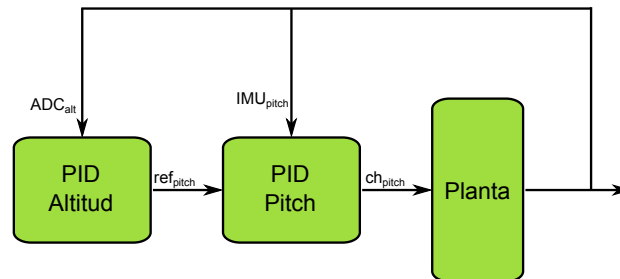 ADCalt
IMUpitch
PID
Altitud
refpitch
PID
Pitch
chpitch
Planta